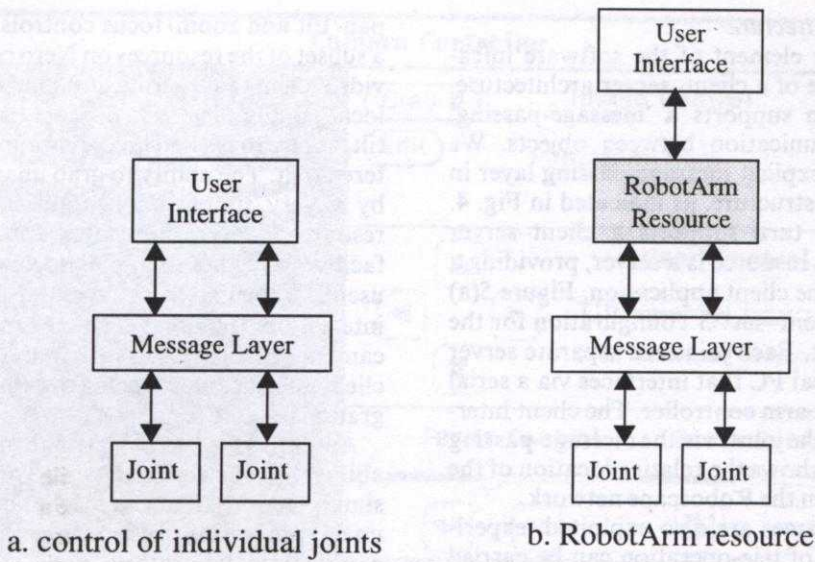 User
Interface
Message Layer
Joint
Joint
a. control of individual joints
User
Interface
RobotArm
Resource
Message Layer
Joint
Joint
b. RobotArm resource